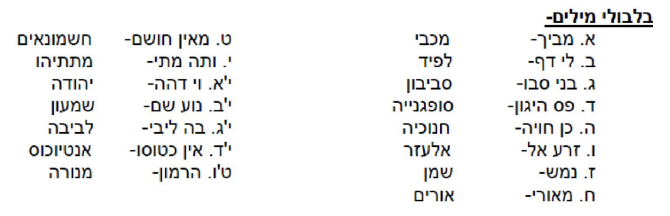 בלבולי מילים-
א. מביך- מכבי
ב. לי דף- לפיד
ג. בני סבו- סביבון
ד. פס היגון- סופגנייה
ה. כן חויה- חנוכיה
ו. זרע אל- אלעזר
ז. נמש- שמן
ח. מאורי- אורים
ט. מאין חושם- חשמונאים
י. ותה מתי- מתתיהו
י'א. וי דהה- יהודה
י'ב. נוע שם- שמעון
י'ג. בה ליבי- לביבה
י'ד. אין כטוסו- אנטיוכוס
ט'ו. הרמון- מנורה